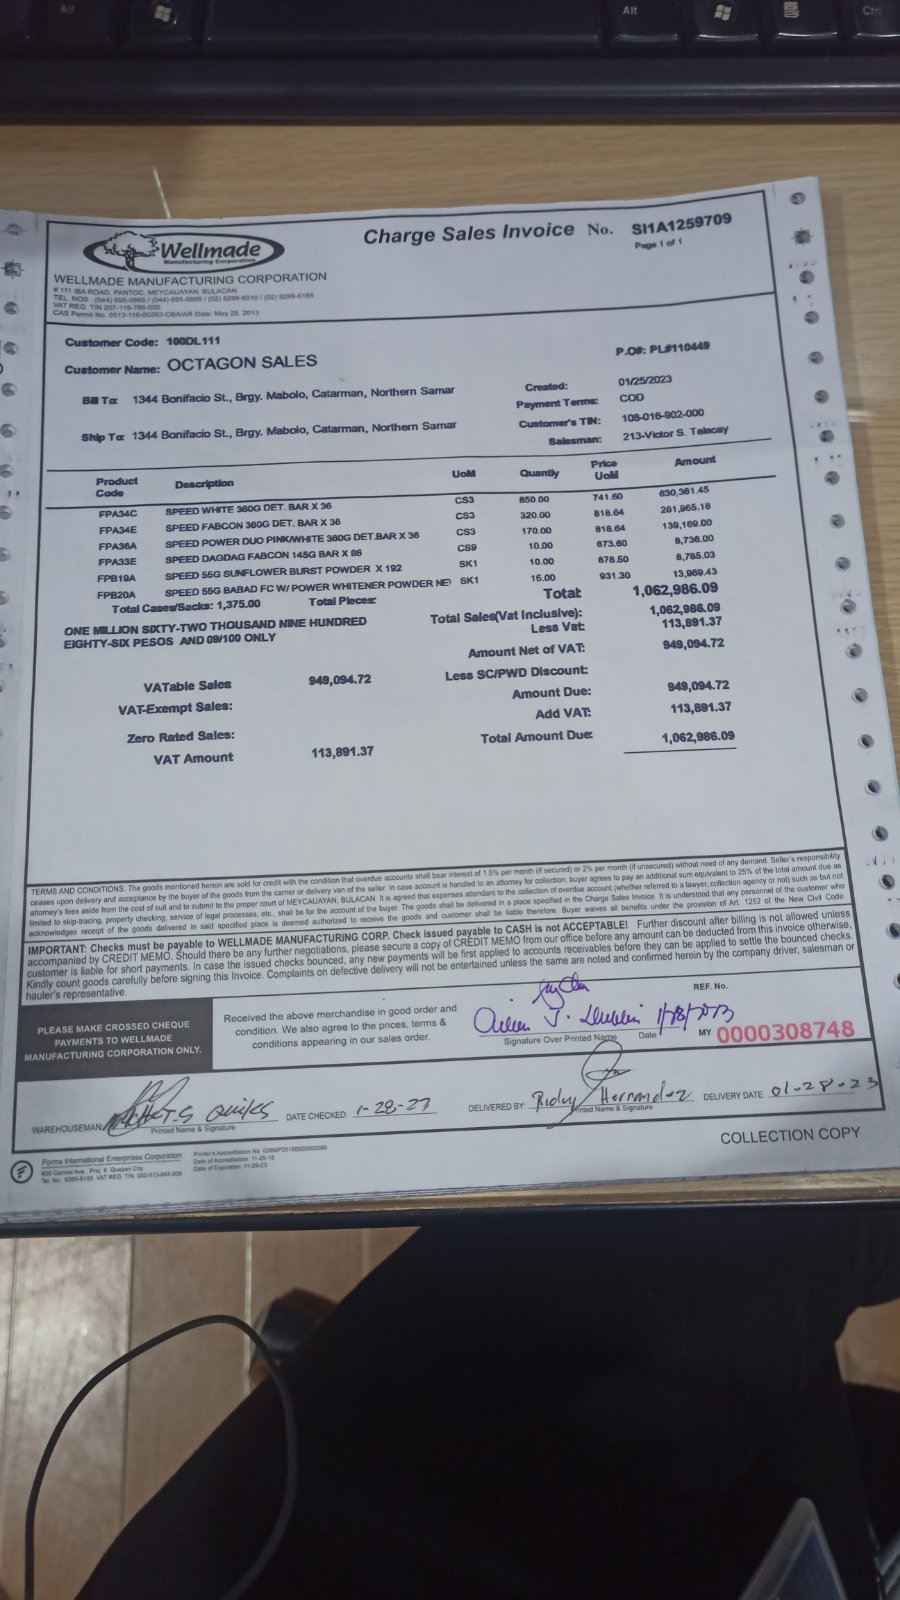 Alt
Alt
Ctrl
Wellmade
Manufacturing Corporation
Charge Sales Invoice No. SI1A1259709
Page 1 of 1
WELLMADE MANUFACTURING CORPORATION
# 111 IBA ROAD, PANTOC, MEYCAUAYAN, BULACAN
TEL. NOS. (044) 695-0865 / (044) 695-0866 / (02) 8299-6010 / (02) 8299-6186
VAT REG. TIN 207-119-786-000
CAS Permit No. 0513-116-00263-CBA/AR Date: May 28, 2013
Customer Code: 100DL111
Customer Name: OCTAGON SALES
P.O#: PL#110449
Bill To: 1344 Bonifacio St., Brgy. Mabolo, Catarman, Northern Samar
Created: 01/25/2023
Payment Terms: COD
Ship To: 1344 Bonifacio St., Brgy. Mabolo, Catarman, Northern Samar
Customer's TIN: 108-016-902-000
Salesman: 213-Victor S. Talacay
Product Code Description UoM Quantiy Price UoM Amount
FPA34C SPEED WHITE 360G DET. BAR X 36 CS3 850.00 741.60 630,361.45
FPA34E SPEED FABCON 360G DET. BAR X 36 CS3 320.00 818.64 261,965.18
FPA36A SPEED POWER DUO PINK/WHITE 360G DET.BAR X 36 CS3 170.00 818.64 139,169.00
FPA33E SPEED DAGDAG FABCON 145G BAR X 96 CS9 10.00 873.60 8,736.00
FPB19A SPEED 55G SUNFLOWER BURST POWDER X 192 SK1 10.00 878.50 8,785.03
FPB20A SPEED 55G BABAD FC W/ POWER WHITENER POWDER NE SK1 15.00 931.30 13,969.43
Total Cases/Sacks: 1,375.00 Total Pieces: Total: 1,062,986.09
ONE MILLION SIXTY-TWO THOUSAND NINE HUNDRED
EIGHTY-SIX PESOS AND 09/100 ONLY
Total Sales(Vat Inclusive): 1,062,986.09
Less Vat: 113,891.37
Amount Net of VAT: 949,094.72
VATable Sales 949,094.72
Less SC/PWD Discount:
VAT-Exempt Sales:
Amount Due: 949,094.72
Add VAT: 113,891.37
Zero Rated Sales:
Total Amount Due: 1,062,986.09
VAT Amount 113,891.37
TERMS AND CONDITIONS: The goods mentioned herein are sold for credit with the condition that overdue accounts shall bear interest of 1.5% per month (if secured) or 2% per month (if unsecured) without need of any demand. Seller's responsibility
ceases upon delivery and acceptance by the buyer of the goods from the carrier or delivery van of the seller. In case account is handled to an attorney for collection, buyer agrees to pay an additional sum equivalent to 25% of the total amount due as
attorney's fees aside from the cost of suit and to submit to the proper court of MEYCAUAYAN, BULACAN. It is agreed that expenses attendant to the collection of overdue account (whether referred to a lawyer, collection agency or not) such as but not
limited to skip-tracing, property checking, service of legal processes, etc., shall be for the account of the buyer. The goods shall be delivered in a place specified in the Charge Sales Invoice. It is understood that any personnel of the customer who
acknowledges receipt of the goods delivered in said specified place is deemed authorized to receive the goods and customer shall be liable therefore. Buyer waives all benefits under the provision of Art. 1252 of the New Civil Code.
IMPORTANT: Checks must be payable to WELLMADE MANUFACTURING CORP. Check issued payable to CASH is not ACCEPTABLE! Further discount after billing is not allowed unless
accompanied by CREDIT MEMO. Should there be any further negotiations, please secure a copy of CREDIT MEMO from our office before any amount can be deducted from this invoice otherwise,
customer is liable for short payments. In case the issued checks bounced, any new payments will be first applied to accounts receivables before they can be applied to settle the bounced checks.
Kindly count goods carefully before signing this Invoice. Complaints on defective delivery will not be entertained unless the same are noted and confirmed herein by the company driver, salesman or
hauler's representative.
PLEASE MAKE CROSSED CHEQUE
PAYMENTS TO WELLMADE
MANUFACTURING CORPORATION ONLY.
Received the above merchandise in good order and
condition. We also agree to the prices, terms &
conditions appearing in our sales order.
Signature Over Printed Name
Date
REF. No.
MY 0000308748
WAREHOUSEMAN
Printed Name & Signature
DATE CHECKED: 1-28-23
DELIVERED BY: Ricky Hernandez
Printed Name & Signature
DELIVERY DATE: 01-28-23
Forms International Enterprises Corporation
Date of Accreditation: 11-29-18
Date of Expiration: 11-28-23
COLLECTION COPY